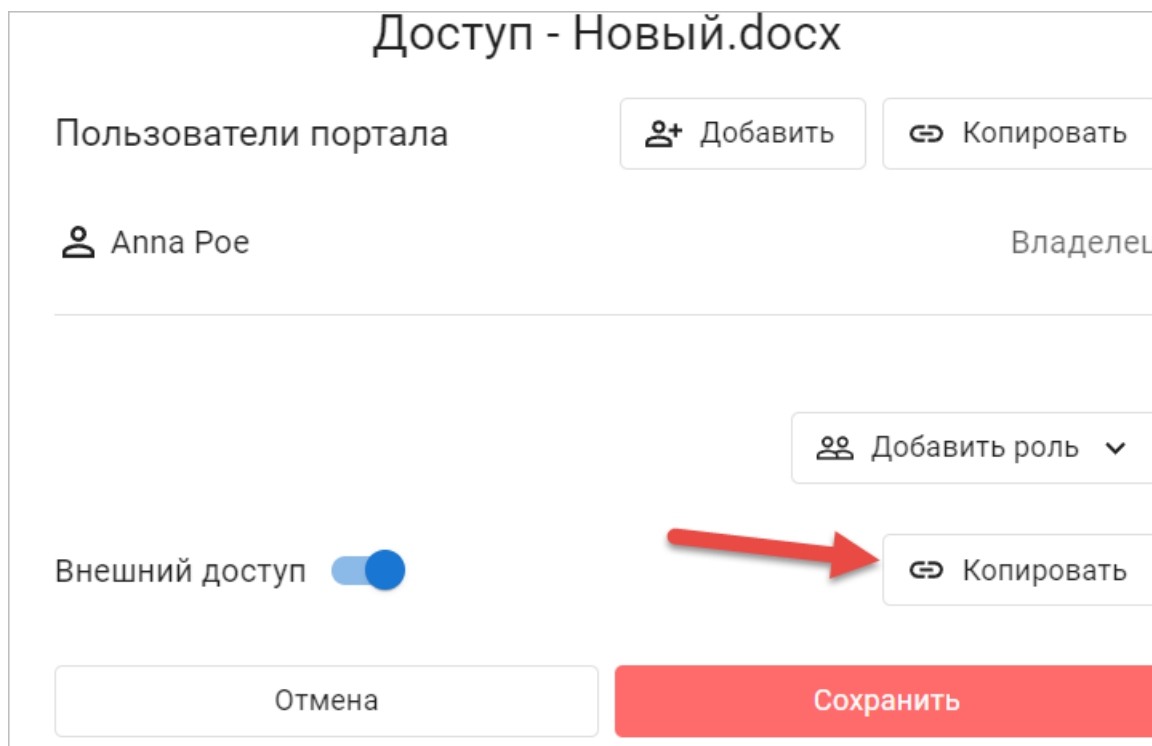 Доступ - Новый.docx
Пользователи портала Добавить Копировать
Anna Poe Владелец
Добавить роль
Внешний доступ Копировать
Отмена Сохранить